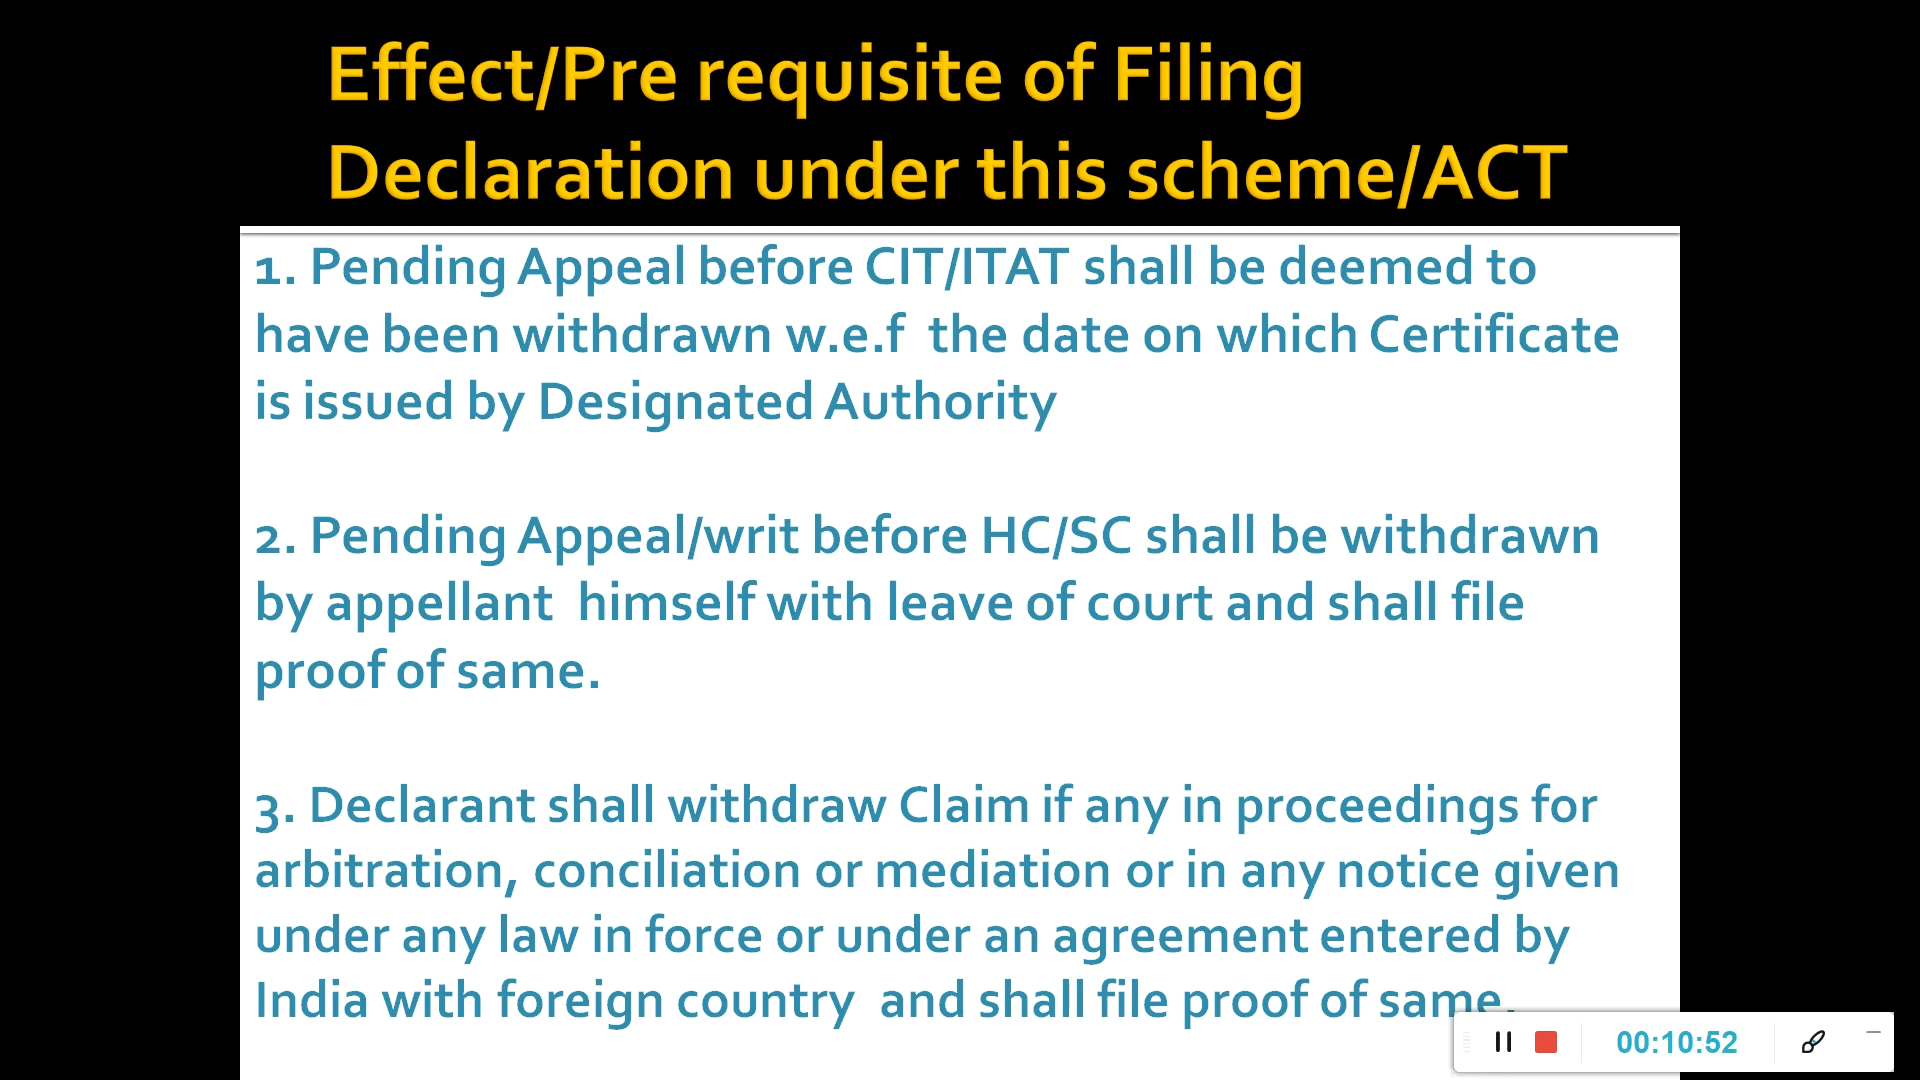 Effect/Pre requisite of Filing
Declaration under this scheme/ACT
1. Pending Appeal before CIT/ITAT shall be deemed to
have been withdrawn w.e.f the date on which Certificate
is issued by Designated Authority
2. Pending Appeal/writ before HC/SC shall be withdrawn
by appellant himself with leave of court and shall file
proof of same.
3. Declarant shall withdraw Claim if any in proceedings for
arbitration, conciliation or mediation or in any notice given
under any law in force or under an agreement entered by
India with foreign country and shall file proof of same.
00:10:52